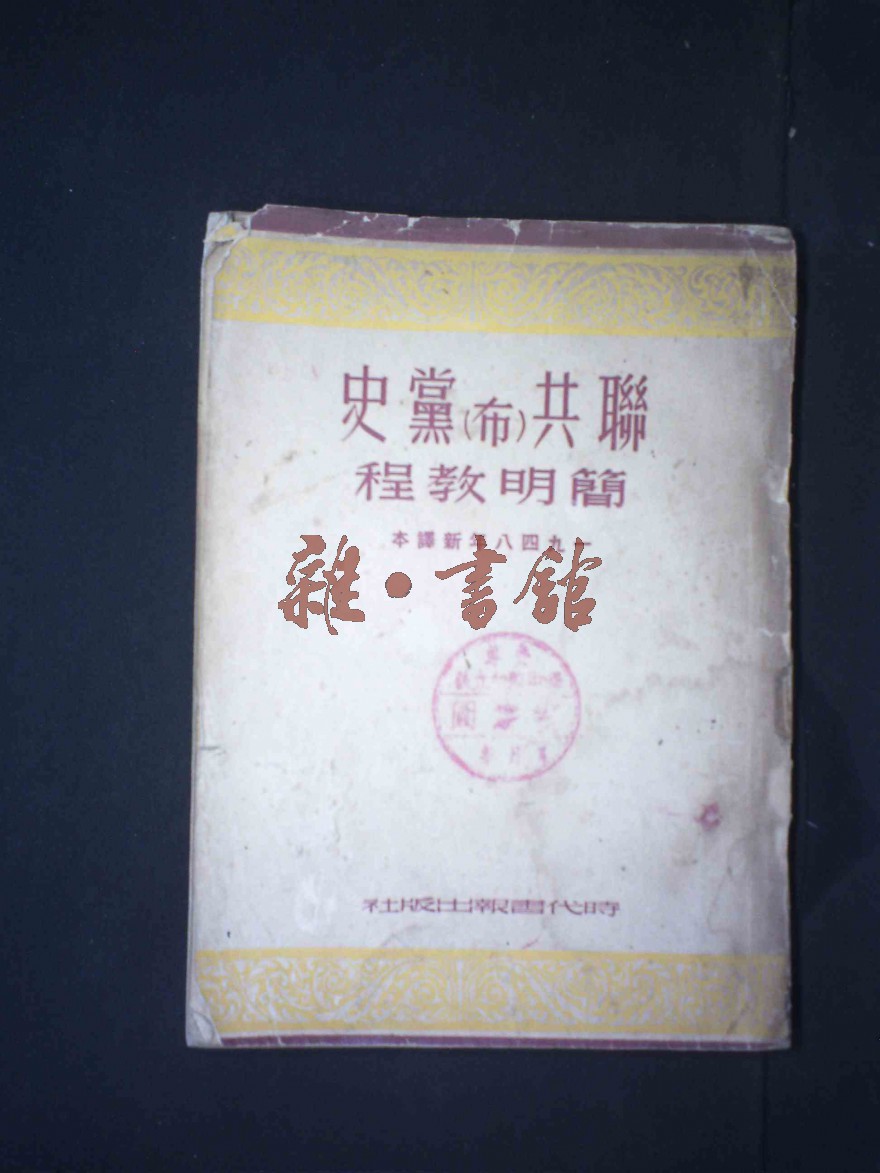 聯共(布)黨史
簡明教程
一九四八年新譯本
雜·書館
時代書報出版社